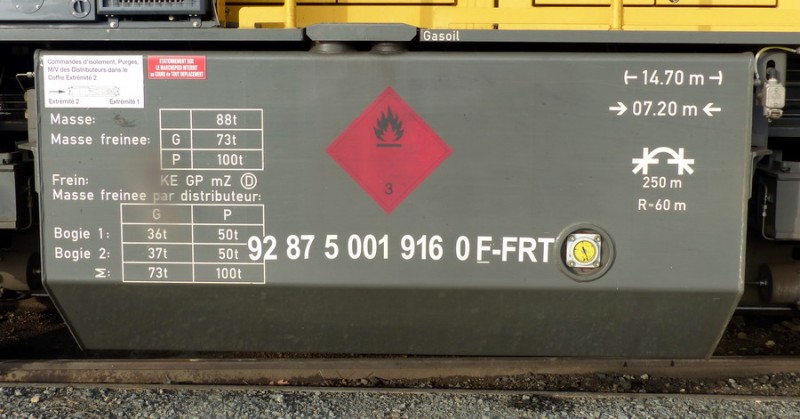 Gasoil
Commandes d'isolement, Purges,
M/V des Distributeurs dans le
Coffre Extrémité 2
Extrémité 2 Extrémité 1
STATIONNEMENT SUR
LE MARCHEPIED INTERDIT
AU COURS DE TOUT DEPLACEMENT
Masse: 88t
Masse freinee: G 73t
P 100t
Frein: KE GP mZ D
Masse freinee par distributeur:
G P
Bogie 1: 36t 50t
Bogie 2: 37t 50t
Σ: 73t 100t
3
92 87 5 001 916 0 F-FRT
14.70 m
07.20 m
250 m
R=60 m